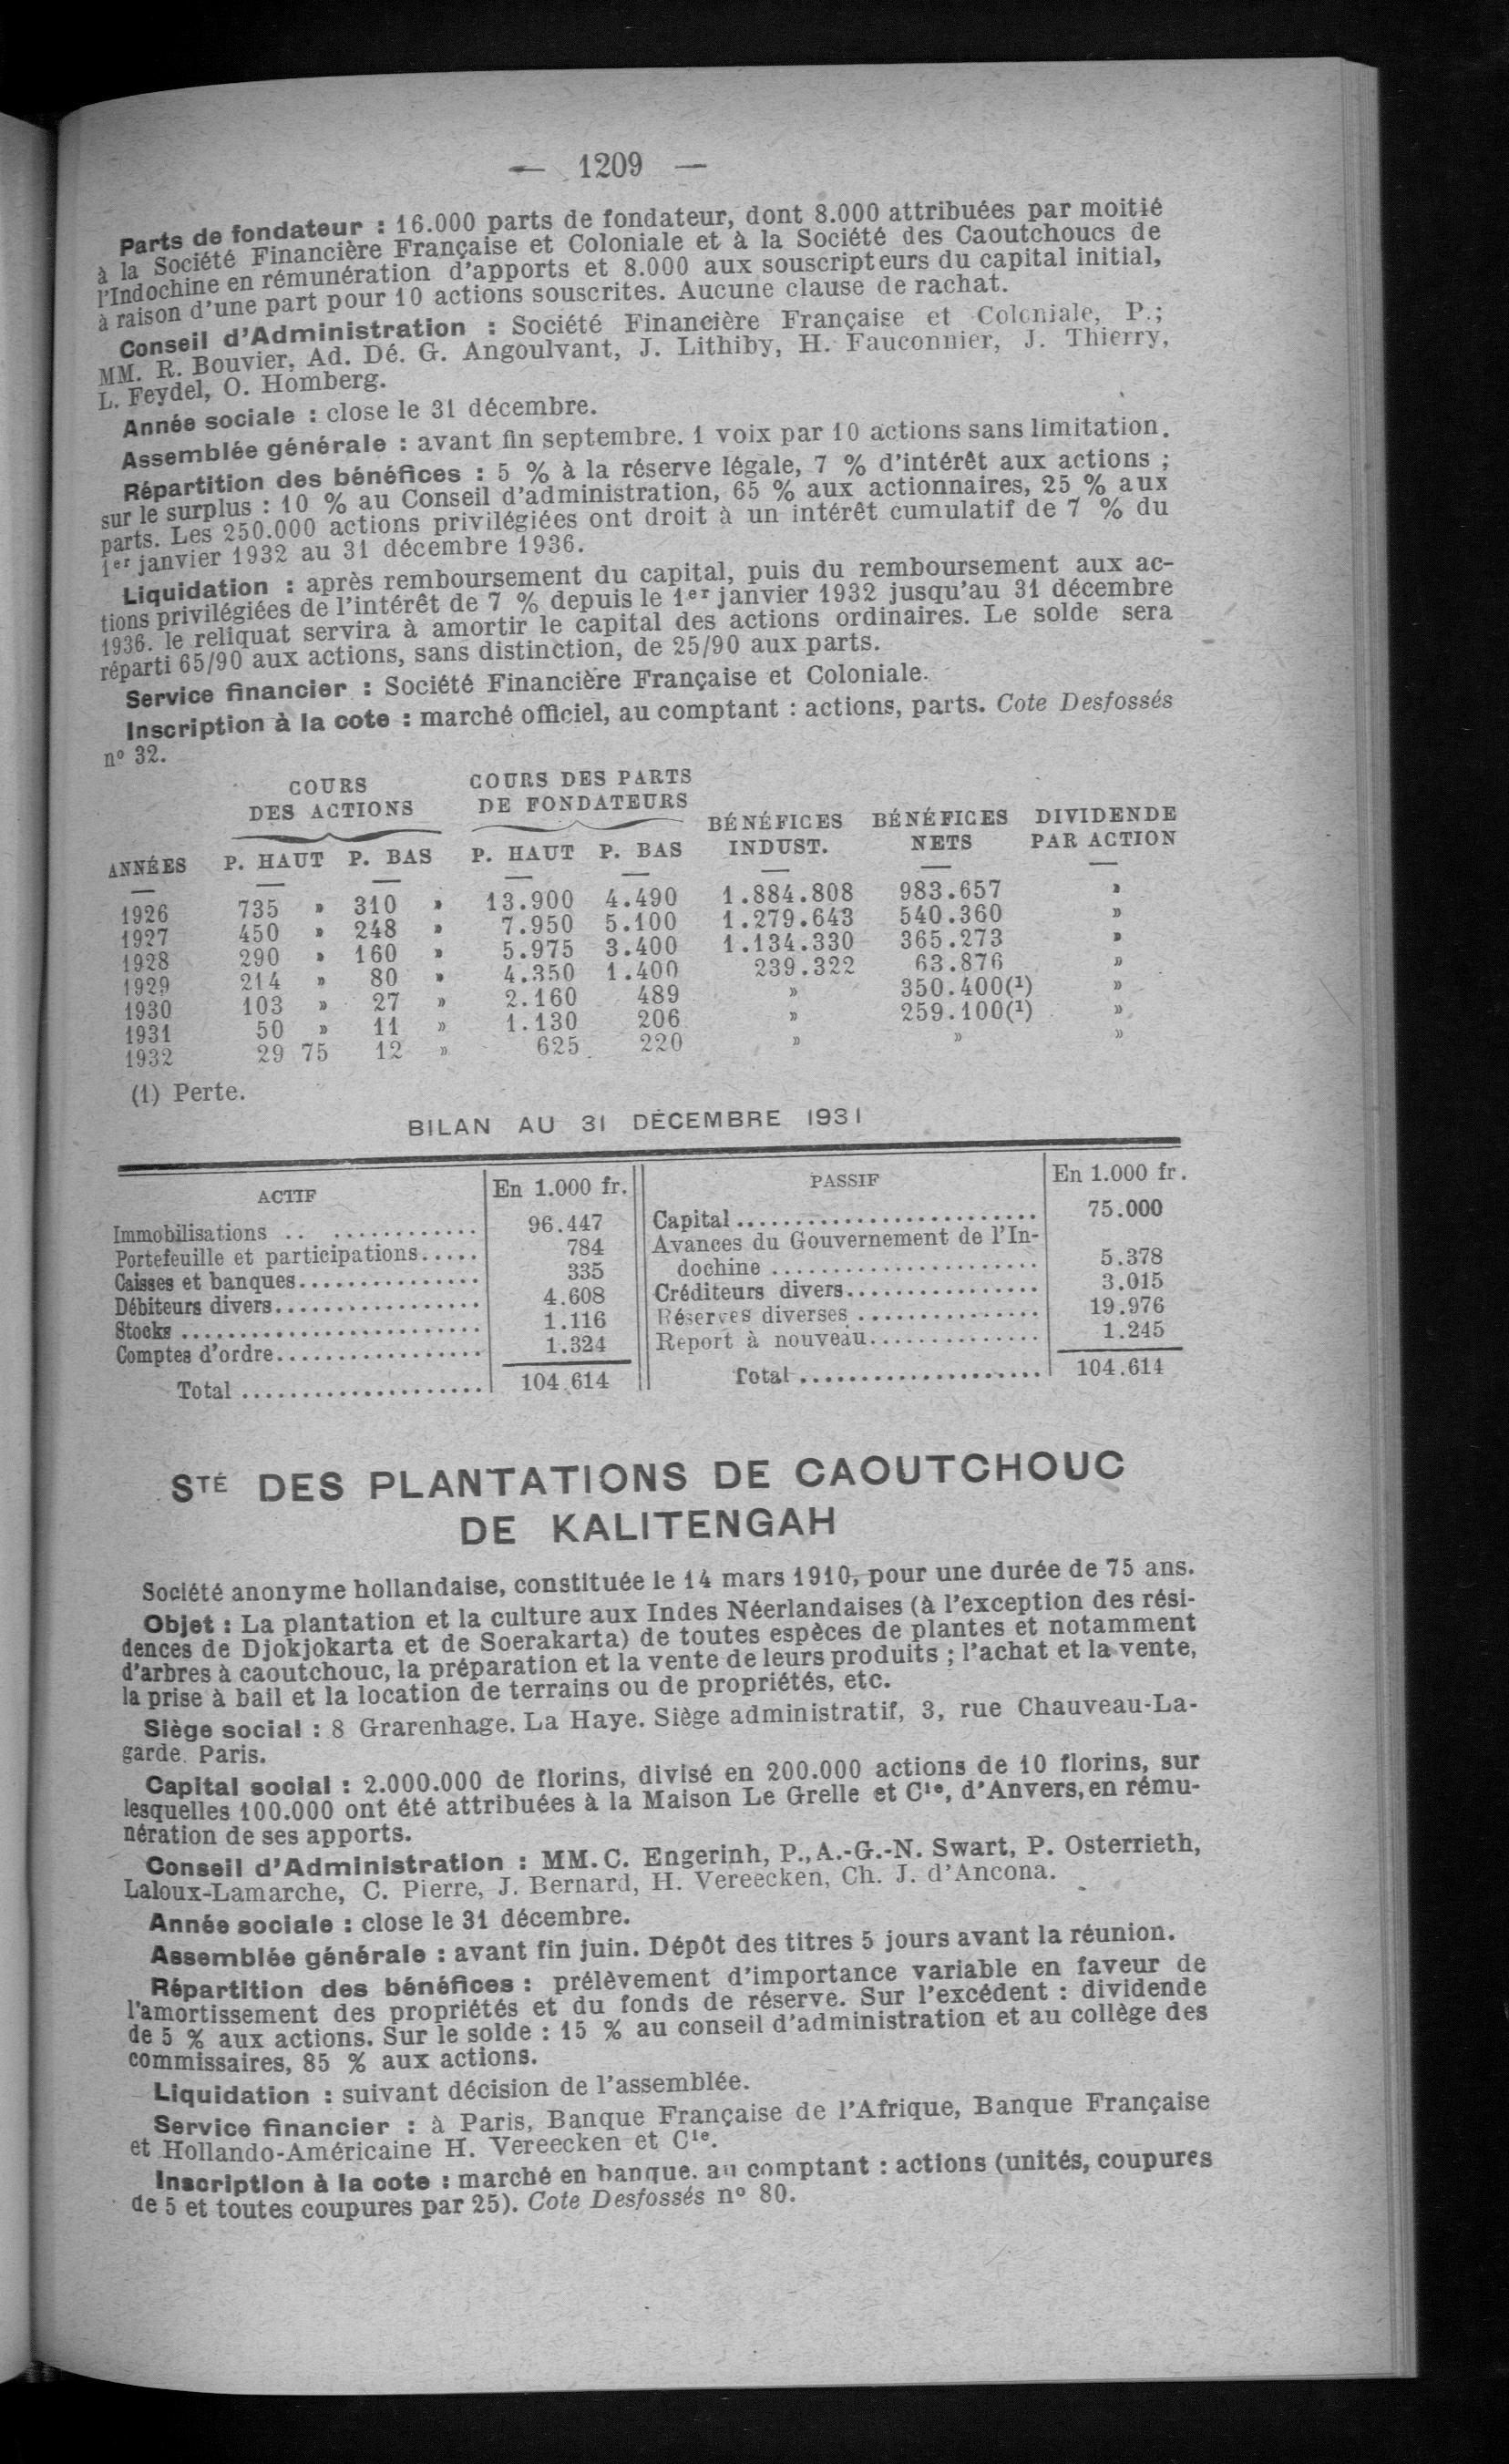 — 1209 —
Parts de fondateur : 16.000 parts de fondateur, dont 8.000 attribuées par moitié
à la Société Financière Française et Coloniale et à la Société des Caoutchoucs de
l'Indochine en rémunération d'apports et 8.000 aux souscripteurs du capital initial,
à raison d'une part pour 10 actions souscrites. Aucune clause de rachat.
Conseil d'Administration : Société Financière Française et Coloniale, P.;
MM. R. Bouvier, Ad. Dé. G. Angoulvant, J. Lithiby, H. Fauconnier, J. Thierry,
L. Feydel, O. Homberg.
Année sociale : close le 31 décembre.
Assemblée générale : avant fin septembre. 1 voix par 10 actions sans limitation.
Répartition des bénéfices : 5 % à la réserve légale, 7 % d'intérêt aux actions ;
sur le surplus : 10 % au Conseil d'administration, 65 % aux actionnaires, 25 % aux
parts. Les 250.000 actions privilégiées ont droit à un intérêt cumulatif de 7 % du
1er janvier 1932 au 31 décembre 1936.
Liquidation : après remboursement du capital, puis du remboursement aux ac-
tions privilégiées de l'intérêt de 7 % depuis le 1er janvier 1932 jusqu'au 31 décembre
1936. le reliquat servira à amortir le capital des actions ordinaires. Le solde sera
réparti 65/90 aux actions, sans distinction, de 25/90 aux parts.
Service financier : Société Financière Française et Coloniale.
Inscription à la cote : marché officiel, au comptant : actions, parts. Cote Desfossés
nº 32.
COURS COURS DES PARTS
DES ACTIONS DE FONDATEURS BÉNÉFICES BÉNÉFICES DIVIDENDE
ANNÉES P. HAUT P. BAS P. HAUT P. BAS INDUST. NETS PAR ACTION
1926 735 » 310 » 13.900 4.490 1.884.808 983.657 »
1927 450 » 248 » 7.950 5.100 1.279.643 540.360 »
1928 290 » 160 » 5.975 3.400 1.134.330 365.273 »
1929 214 » 80 » 4.350 1.400 239.322 63.876 »
1930 103 » 27 » 2.160 489 » 350.400(1) »
1931 50 » 11 » 1.130 206 » 259.100(1) »
1932 29 75 12 » 625 220 » » »
(1) Perte.
BILAN AU 31 DÉCEMBRE 1931
ACTIF En 1.000 fr. PASSIF En 1.000 fr.
Immobilisations .. ............ 96.447 Capital ......................... 75.000
Portefeuille et participations..... 784 Avances du Gouvernement de l'In-
Caisses et banques............... 335 dochine ...................... 5.378
Débiteurs divers................. 4.608 Créditeurs divers................ 3.015
Stocks ......................... 1.116 Réserves diverses ............... 19.976
Comptes d'ordre................. 1.324 Report à nouveau............... 1.245
Total .................... 104.614 Total .................... 104.614
STÉ DES PLANTATIONS DE CAOUTCHOUC
DE KALITENGAH
Société anonyme hollandaise, constituée le 14 mars 1910, pour une durée de 75 ans.
Objet : La plantation et la culture aux Indes Néerlandaises (à l'exception des rési-
dences de Djokjokarta et de Soerakarta) de toutes espèces de plantes et notamment
d'arbres à caoutchouc, la préparation et la vente de leurs produits ; l'achat et la vente,
la prise à bail et la location de terrains ou de propriétés, etc.
Siège social : 8 Grarenhage. La Haye. Siège administratif, 3, rue Chauveau-La-
garde. Paris.
Capital social : 2.000.000 de florins, divisé en 200.000 actions de 10 florins, sur
lesquelles 100.000 ont été attribuées à la Maison Le Grelle et Cie, d'Anvers, en rému-
nération de ses apports.
Conseil d'Administration : MM. C. Engerinh, P., A.-G.-N. Swart, P. Osterrieth,
Laloux-Lamarche, C. Pierre, J. Bernard, H. Vereecken, Ch. J. d'Ancona.
Année sociale : close le 31 décembre.
Assemblée générale : avant fin juin. Dépôt des titres 5 jours avant la réunion.
Répartition des bénéfices : prélèvement d'importance variable en faveur de
l'amortissement des propriétés et du fonds de réserve. Sur l'excédent : dividende
de 5 % aux actions. Sur le solde : 15 % au conseil d'administration et au collège des
commissaires, 85 % aux actions.
Liquidation : suivant décision de l'assemblée.
Service financier : à Paris, Banque Française de l'Afrique, Banque Française
et Hollando-Américaine H. Vereecken et Cie.
Inscription à la cote : marché en banque. au comptant : actions (unités, coupures
de 5 et toutes coupures par 25). Cote Desfossés nº 80.